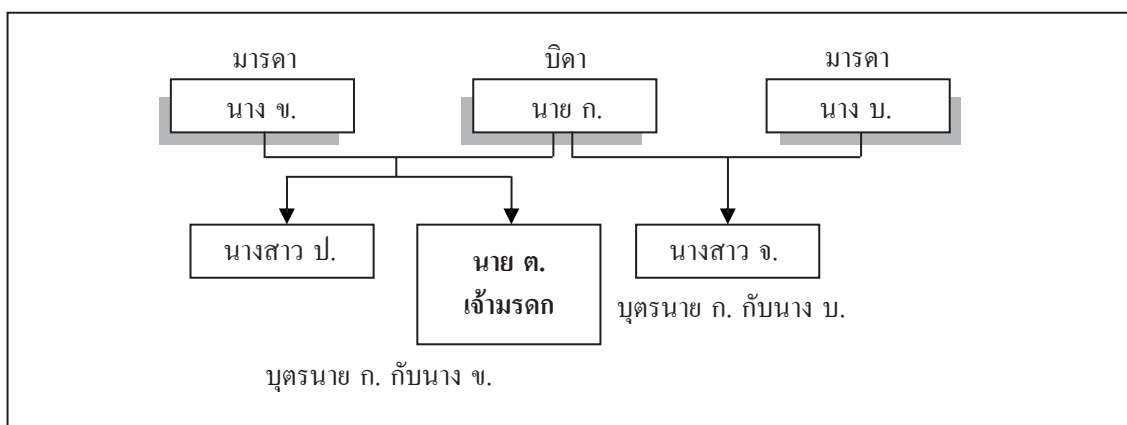 มารดา บิดา มารดา
นาง ข. นาย ก. นาง บ.
นางสาว ป. นาย ต. นางสาว จ.
เจ้ามรดก
บุตรนาย ก. กับนาง บ.
บุตรนาย ก. กับนาง ข.